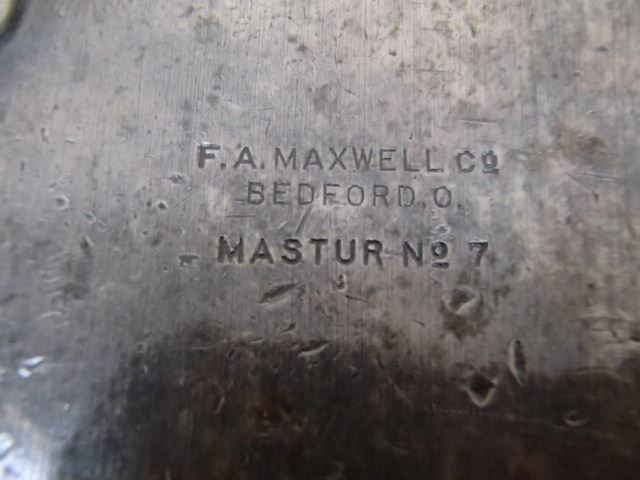 F.A. MAXWELL Cº
BEDFORD, O.
MASTUR Nº 7